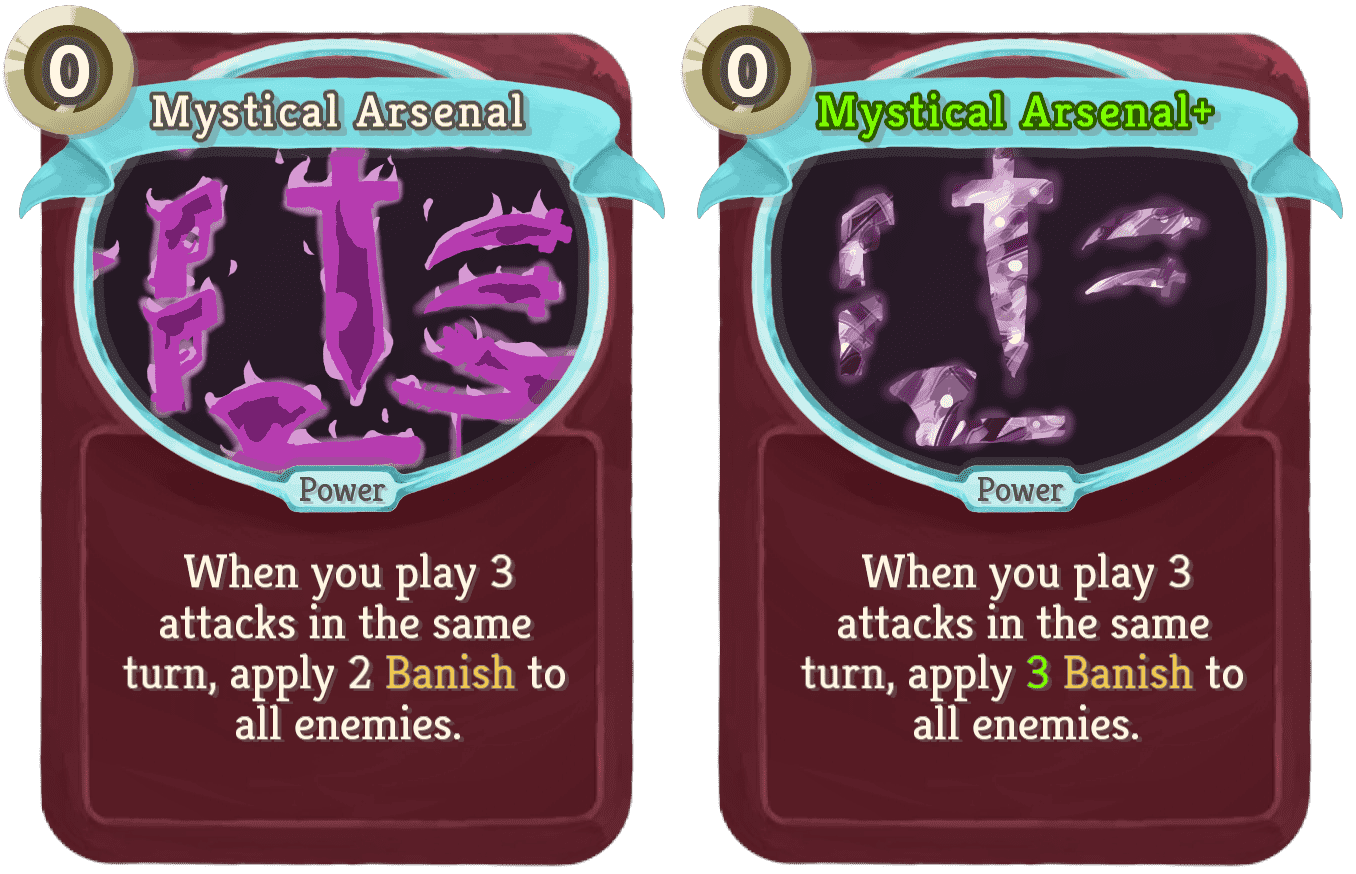 0
Mystical Arsenal
Power
When you play 3
attacks in the same
turn, apply 2 Banish to
all enemies.
0
Mystical Arsenal+
Power
When you play 3
attacks in the same
turn, apply 3 Banish to
all enemies.